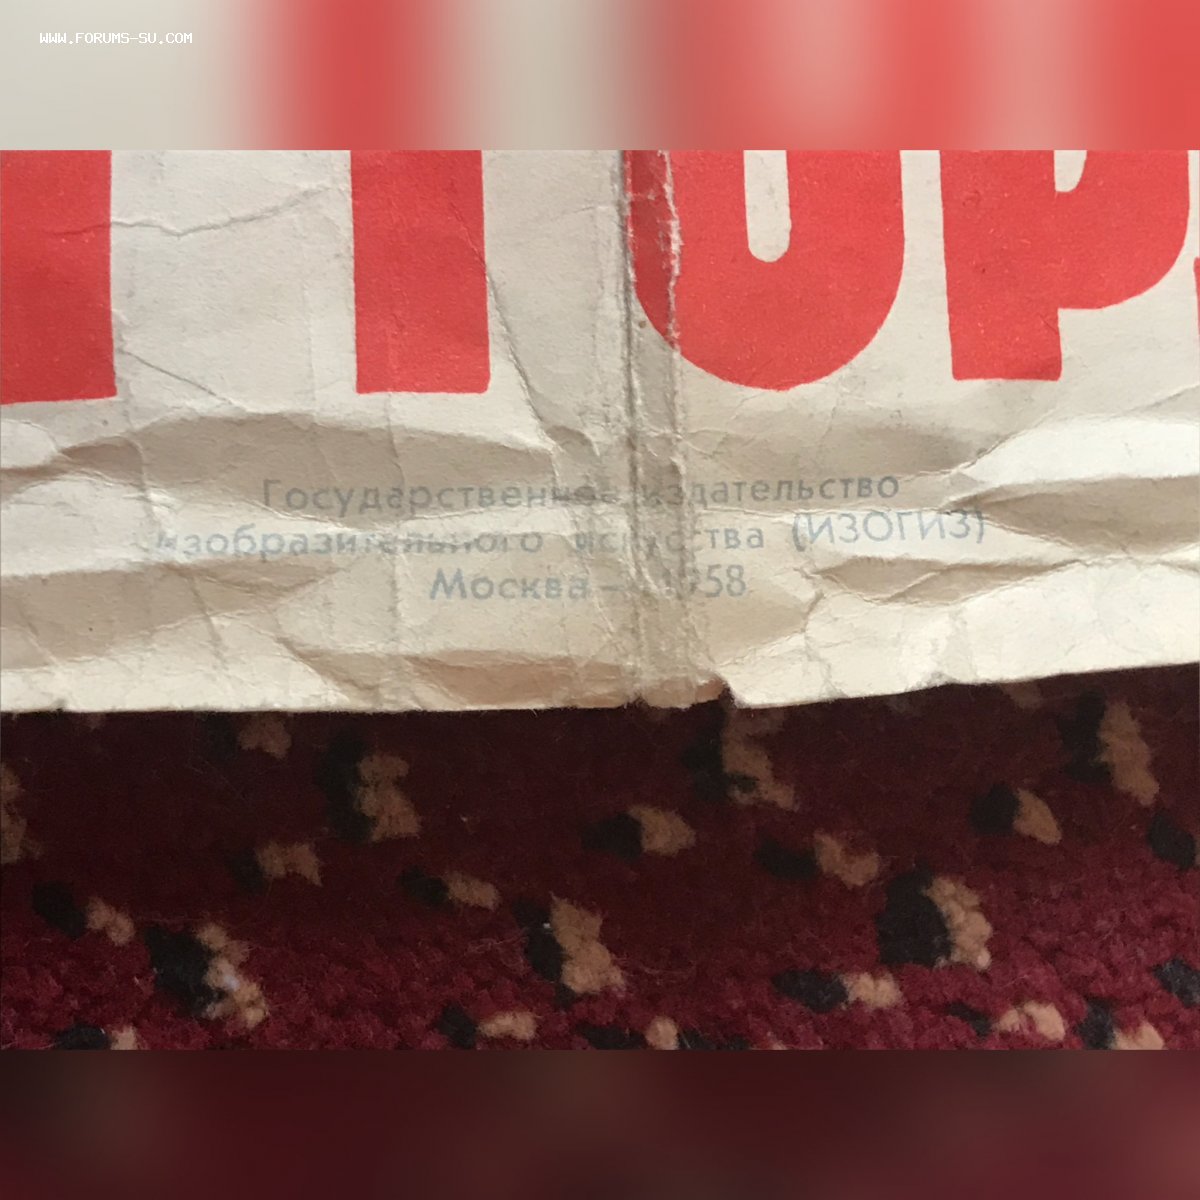 WWW.FORUMS-SU.COM
Государственное издательство
изобразительного искусства (ИЗОГИЗ)
Москва — 1958